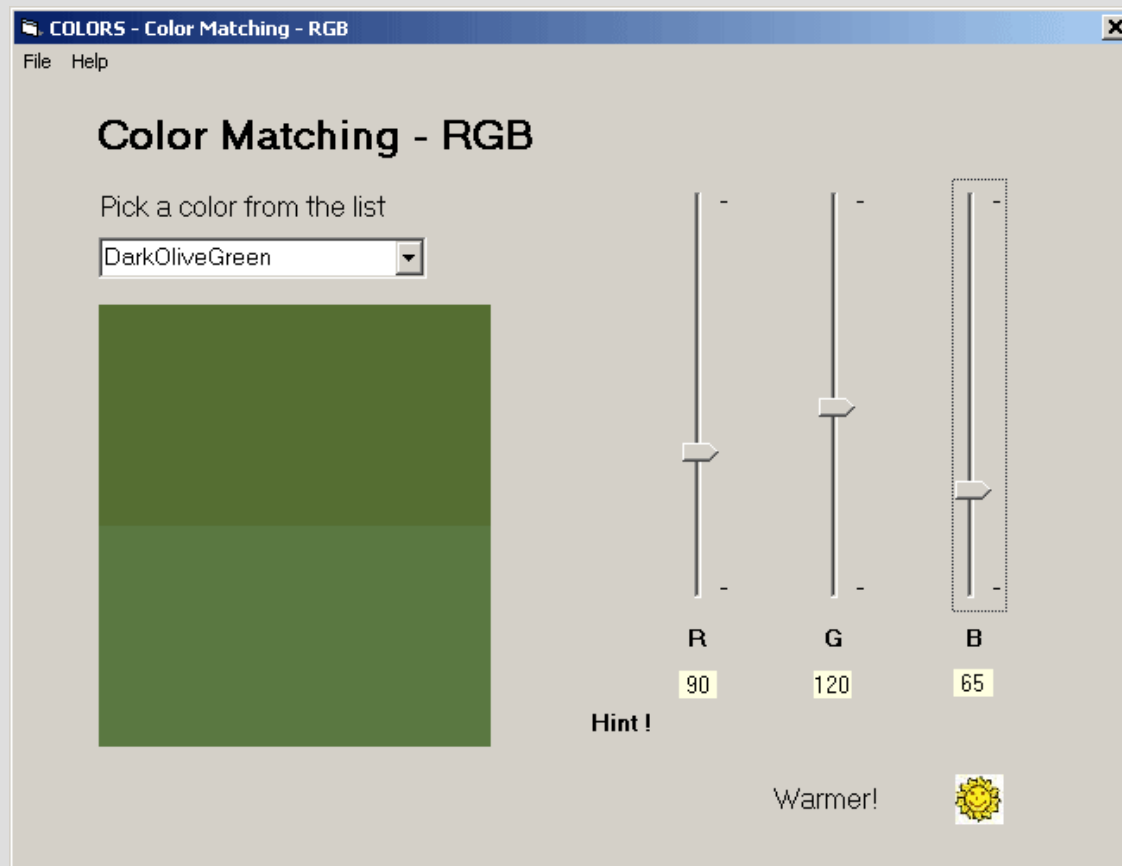 COLORS - Color Matching - RGB
File Help
Color Matching - RGB
Pick a color from the list
DarkOliveGreen
- - -
- - -
R G B
90 120 65
Hint !
Warmer!